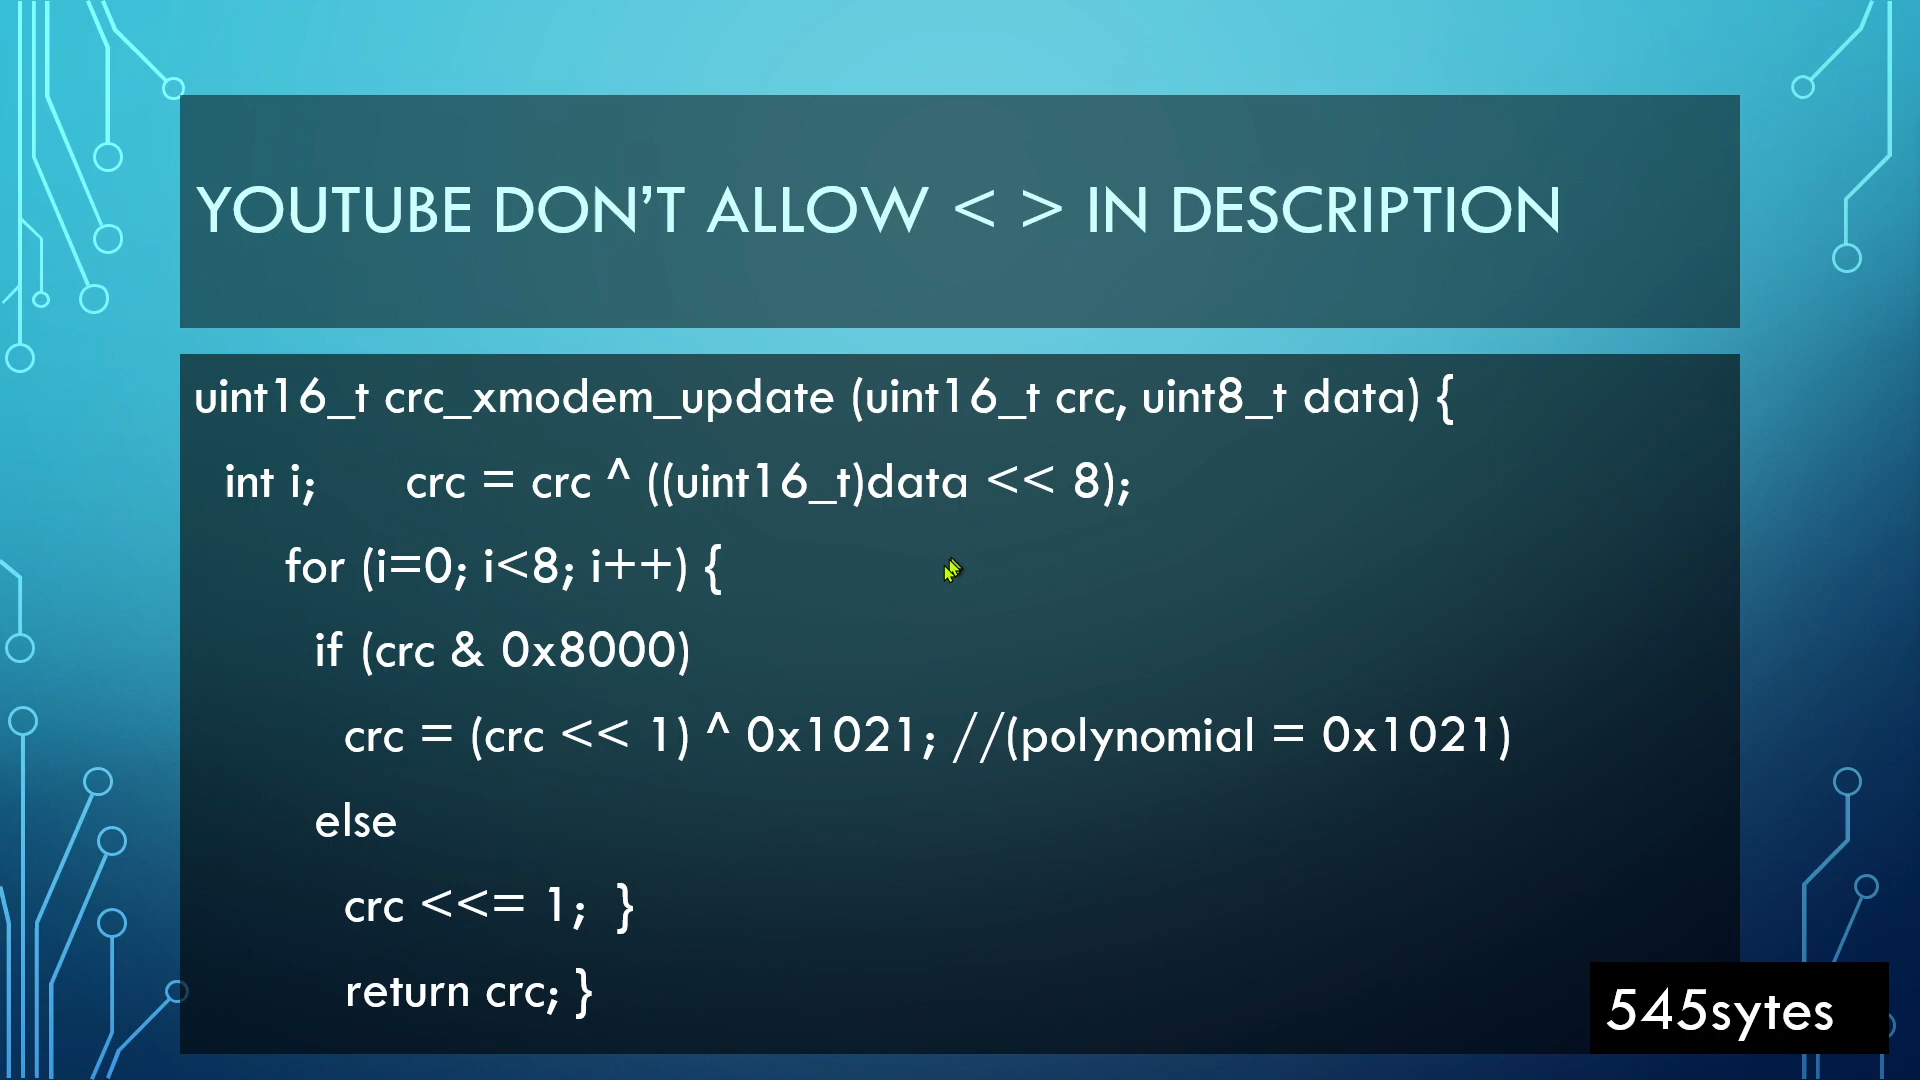 YOUTUBE DON’T ALLOW < > IN DESCRIPTION
uint16_t crc_xmodem_update (uint16_t crc, uint8_t data) {
int i; crc = crc ^ ((uint16_t)data << 8);
for (i=0; i<8; i++) {
if (crc & 0x8000)
crc = (crc << 1) ^ 0x1021; //(polynomial = 0x1021)
else
crc <<= 1; }
return crc; }
545sytes